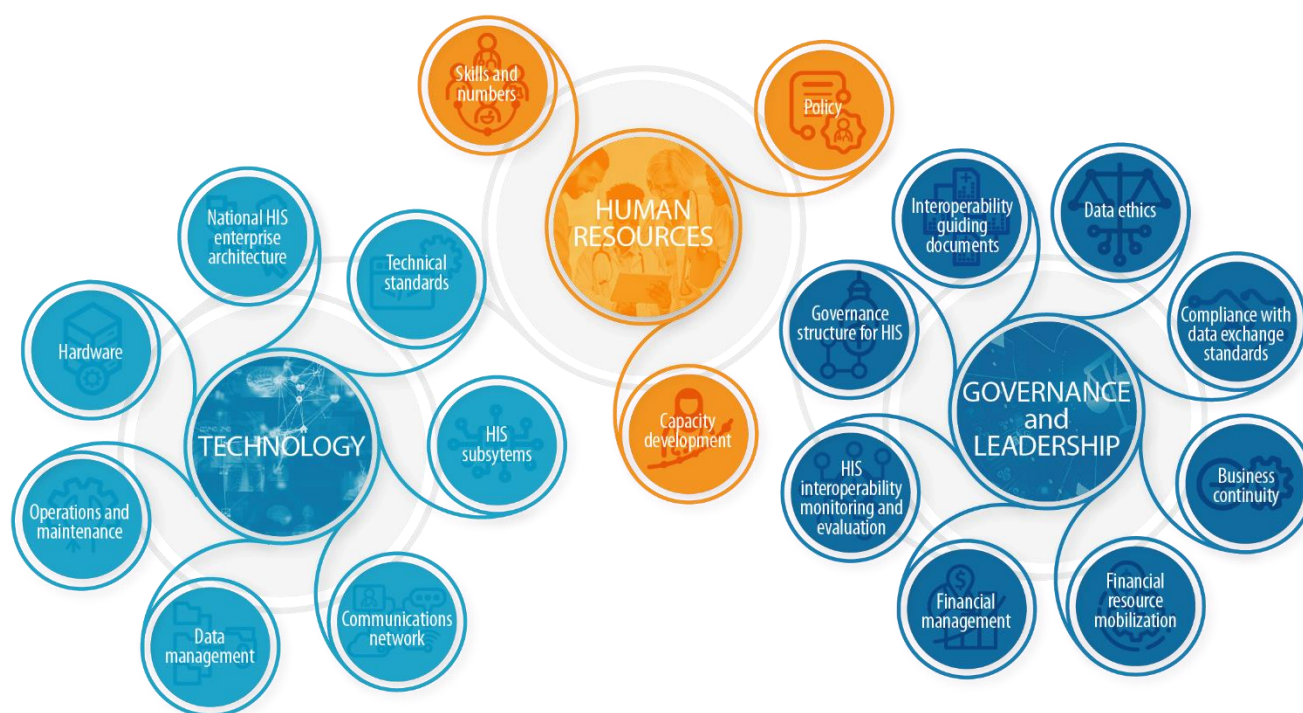 Skills and
numbers
Policy
HUMAN
RESOURCES
Capacity
development
National HIS
enterprise
architecture
Technical
standards
Hardware
TECHNOLOGY
HIS
subsytems
Operations and
maintenance
Data
management
Communications
network
Interoperability
guiding
documents
Data ethics
Governance
structure for HIS
Compliance with
data exchange
standards
GOVERNANCE
and
LEADERSHIP
HIS
interoperability
monitoring and
evaluation
Business
continuity
Financial
management
Financial
resource
mobilization